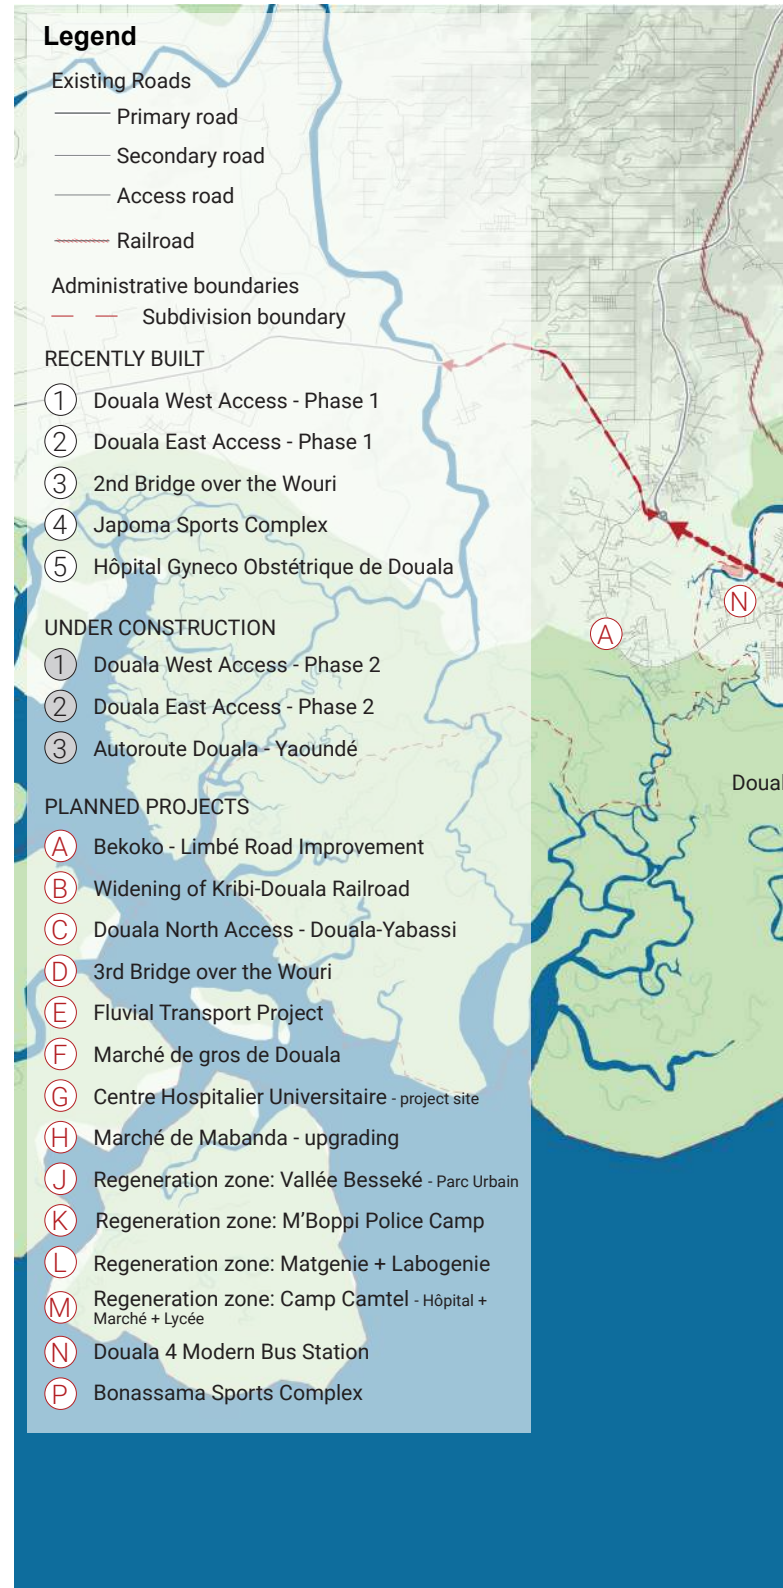 Legend
Existing Roads
Primary road
Secondary road
Access road
Railroad
Administrative boundaries
Subdivision boundary
RECENTLY BUILT
1 Douala West Access - Phase 1
2 Douala East Access - Phase 1
3 2nd Bridge over the Wouri
4 Japoma Sports Complex
5 Hôpital Gyneco Obstétrique de Douala
UNDER CONSTRUCTION
1 Douala West Access - Phase 2
2 Douala East Access - Phase 2
3 Autoroute Douala - Yaoundé
PLANNED PROJECTS
A Bekoko - Limbé Road Improvement
B Widening of Kribi-Douala Railroad
C Douala North Access - Douala-Yabassi
D 3rd Bridge over the Wouri
E Fluvial Transport Project
F Marché de gros de Douala
G Centre Hospitalier Universitaire - project site
H Marché de Mabanda - upgrading
J Regeneration zone: Vallée Besseké - Parc Urbain
K Regeneration zone: M'Boppi Police Camp
L Regeneration zone: Matgenie + Labogenie
M Regeneration zone: Camp Camtel - Hôpital +
Marché + Lycée
N Douala 4 Modern Bus Station
P Bonassama Sports Complex
N
A
Doual